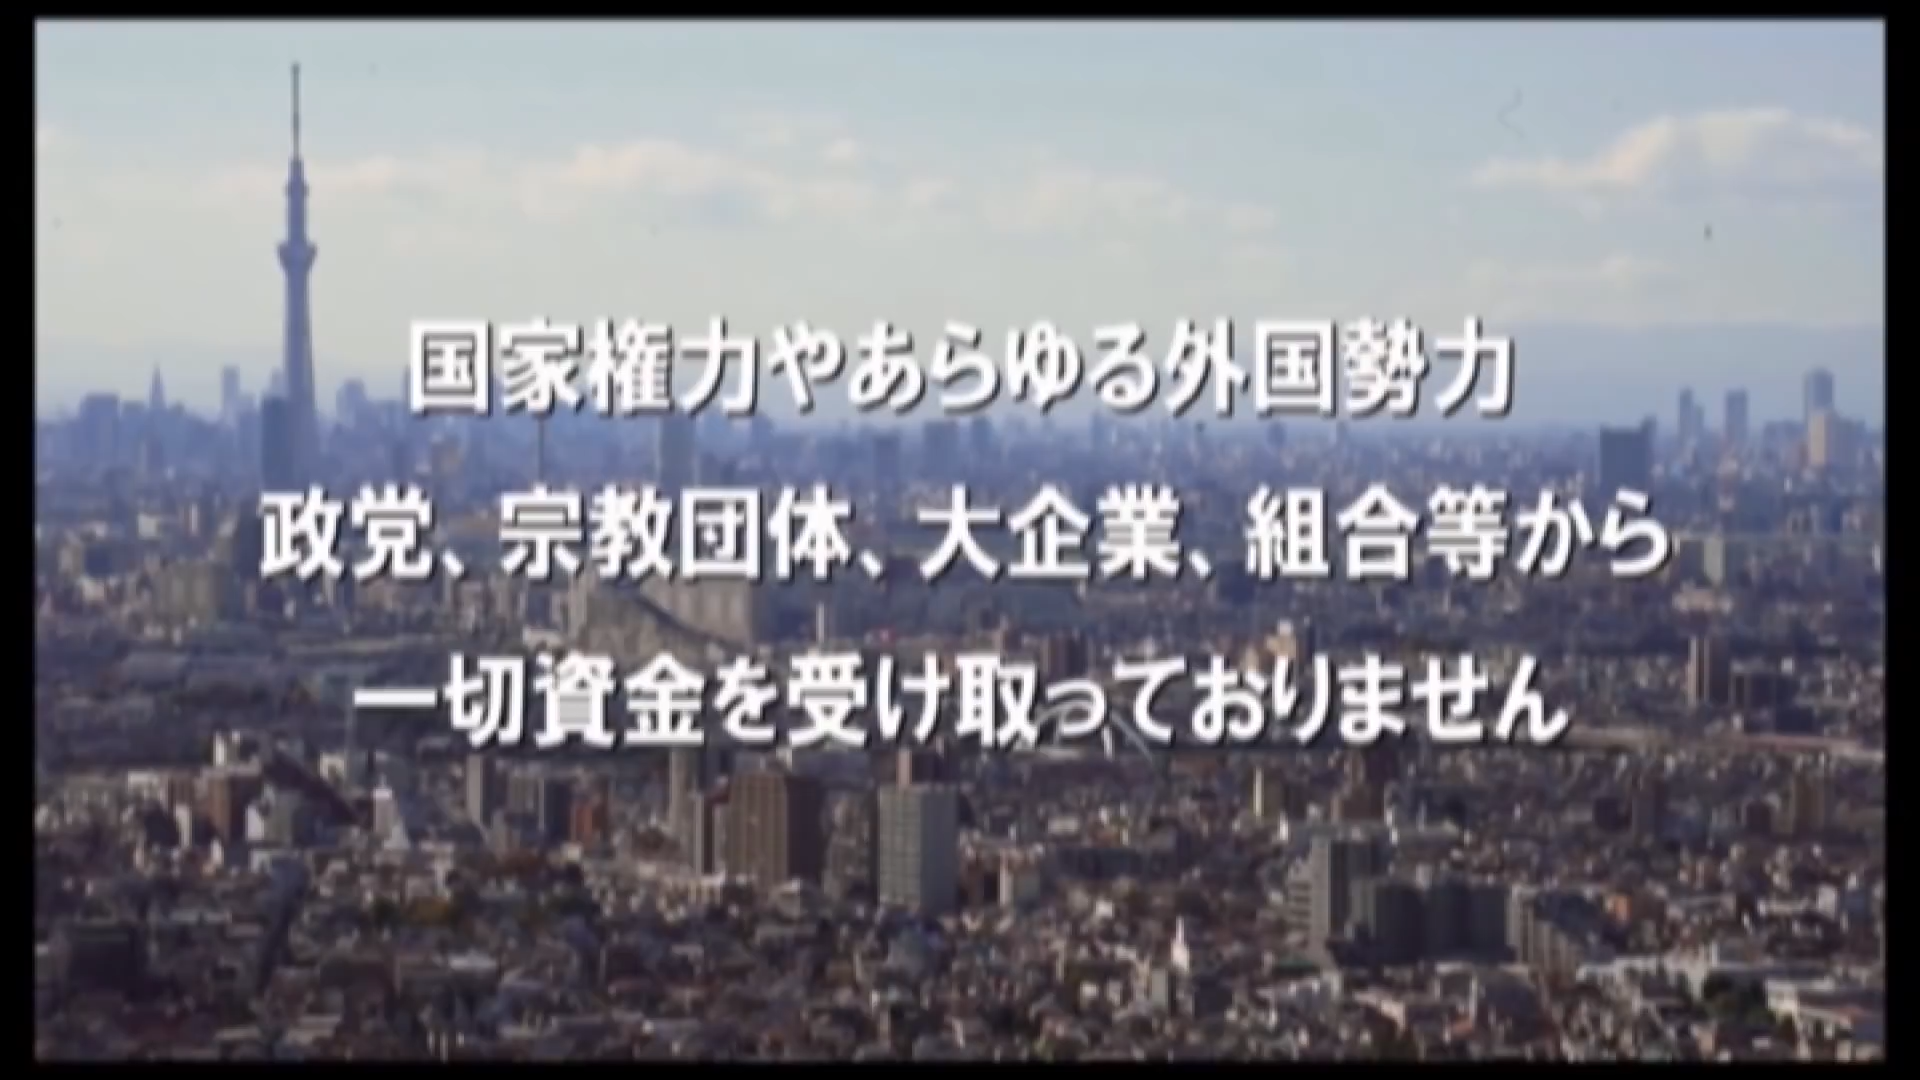 国家権力やあらゆる外国勢力
政党、宗教団体、大企業、組合等から
一切資金を受け取っておりません